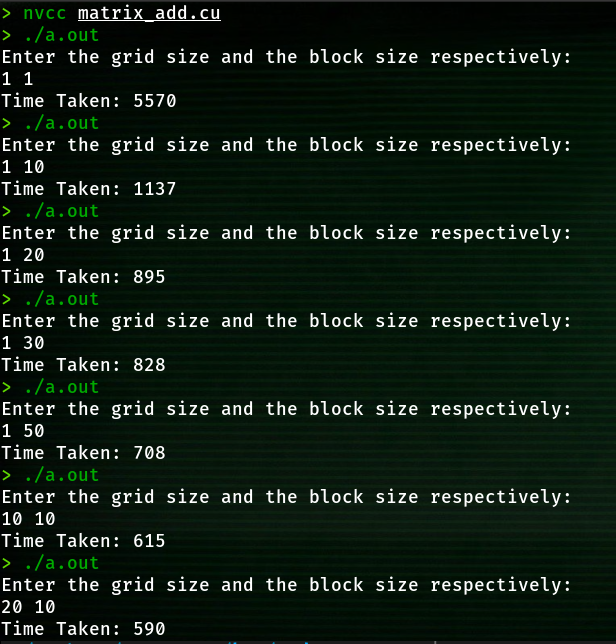 > nvcc matrix_add.cu
> ./a.out
Enter the grid size and the block size respectively:
1 1
Time Taken: 5570
> ./a.out
Enter the grid size and the block size respectively:
1 10
Time Taken: 1137
> ./a.out
Enter the grid size and the block size respectively:
1 20
Time Taken: 895
> ./a.out
Enter the grid size and the block size respectively:
1 30
Time Taken: 828
> ./a.out
Enter the grid size and the block size respectively:
1 50
Time Taken: 708
> ./a.out
Enter the grid size and the block size respectively:
10 10
Time Taken: 615
> ./a.out
Enter the grid size and the block size respectively:
20 10
Time Taken: 590